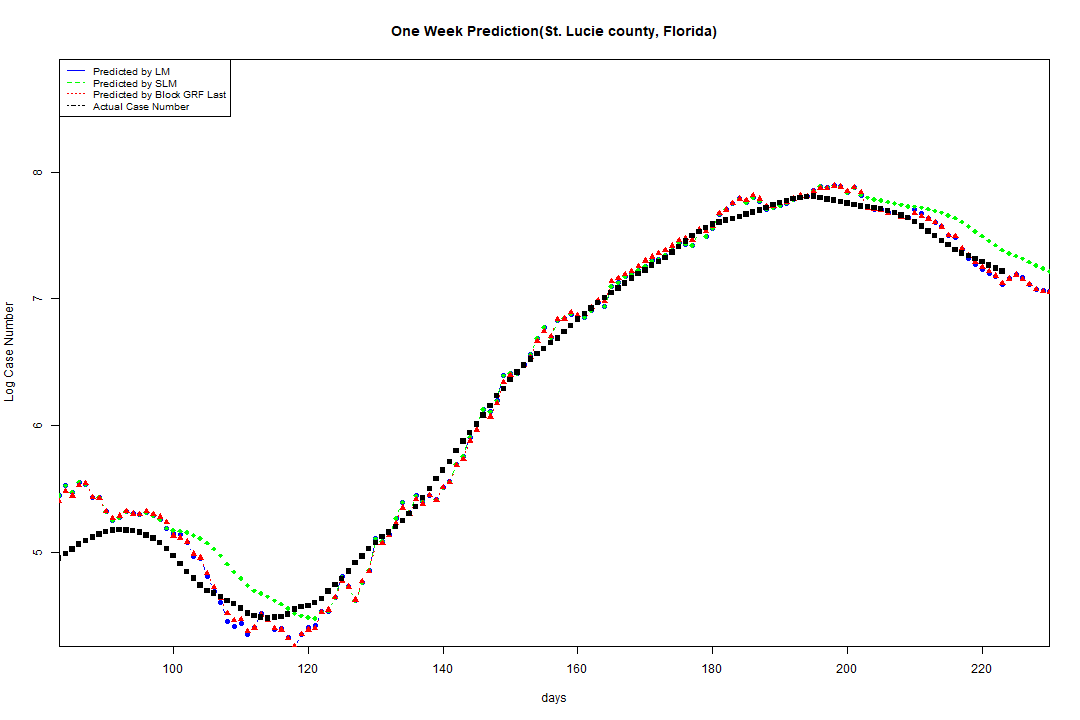 One Week Prediction(St. Lucie county, Florida)
Predicted by LM
Predicted by SLM
Predicted by Block GRF Last
Actual Case Number
8
7
6
5
Log Case Number
100 120 140 160 180 200 220
days